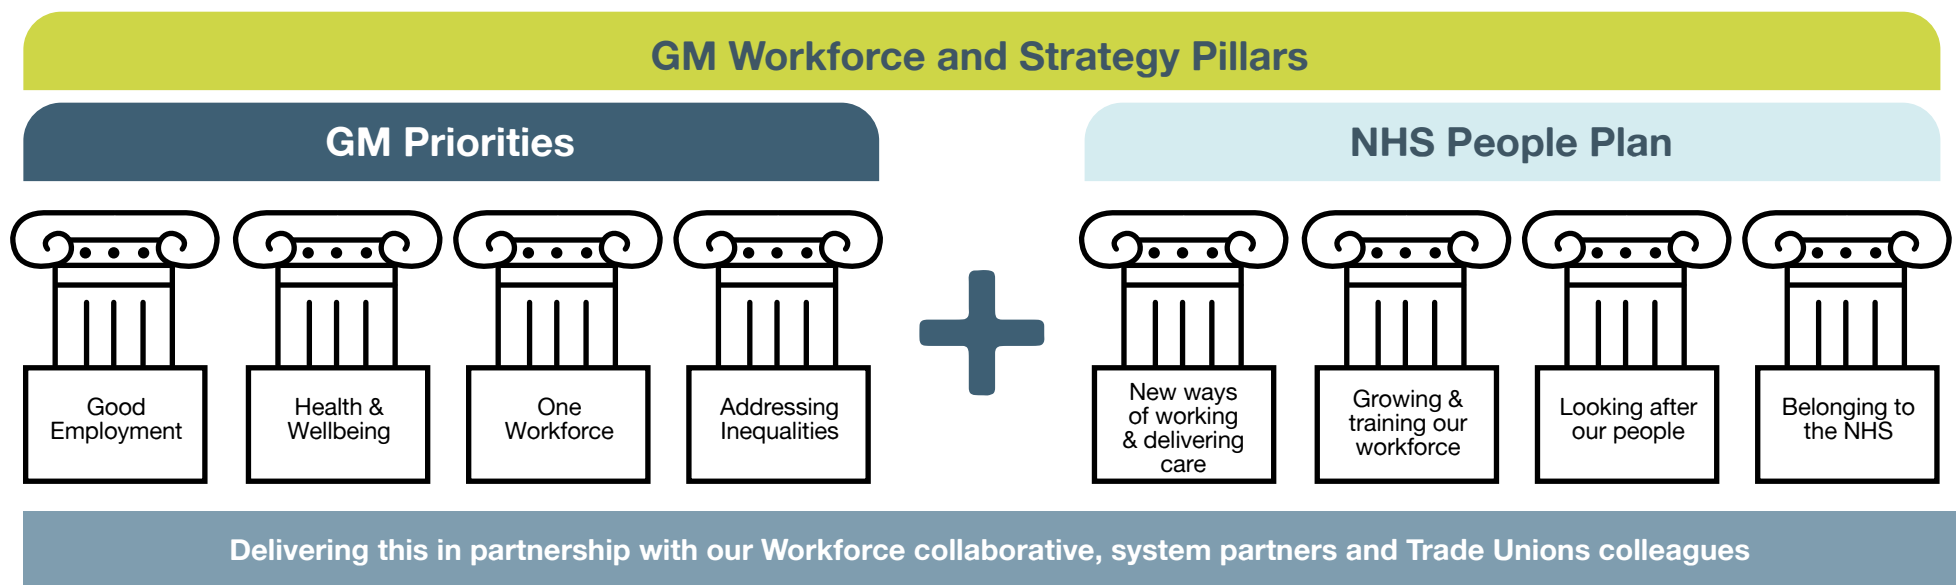 GM Workforce and Strategy Pillars
GM Priorities
NHS People Plan
Good
Employment
Health &
Wellbeing
One
Workforce
Addressing
Inequalities
New ways
of working
& delivering
care
Growing &
training our
workforce
Looking after
our people
Belonging to
the NHS
Delivering this in partnership with our Workforce collaborative, system partners and Trade Unions colleagues